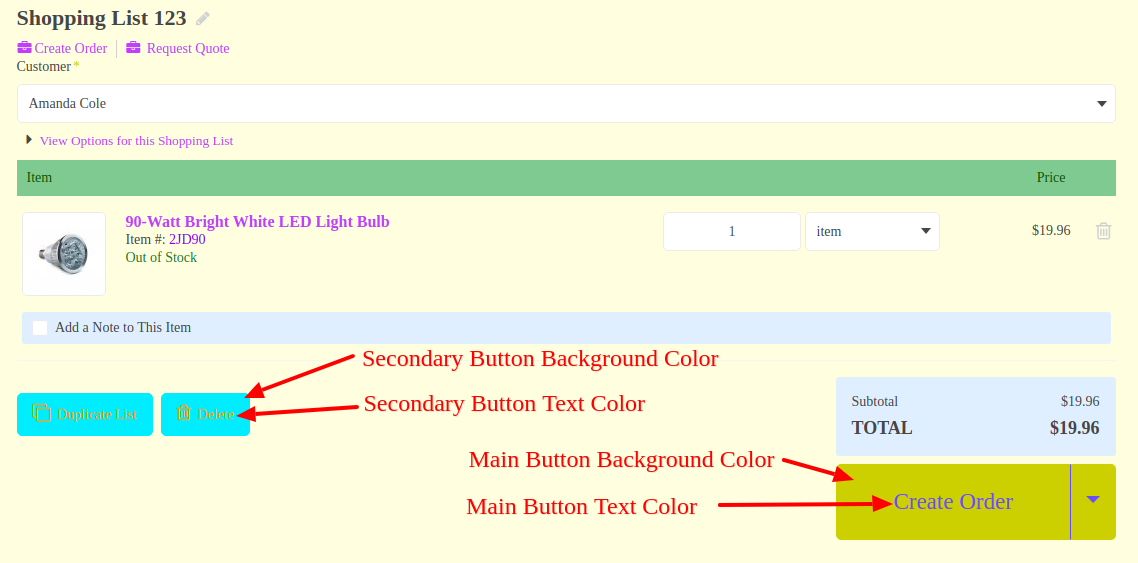 Shopping List 123
Create Order Request Quote
Customer *
Amanda Cole
View Options for this Shopping List
Item Price
90-Watt Bright White LED Light Bulb
Item #: 2JD90
Out of Stock
1 item $19.96
Add a Note to This Item
Secondary Button Background Color
Secondary Button Text Color
Duplicate List Delete
Subtotal $19.96
TOTAL $19.96
Main Button Background Color
Main Button Text Color
Create Order